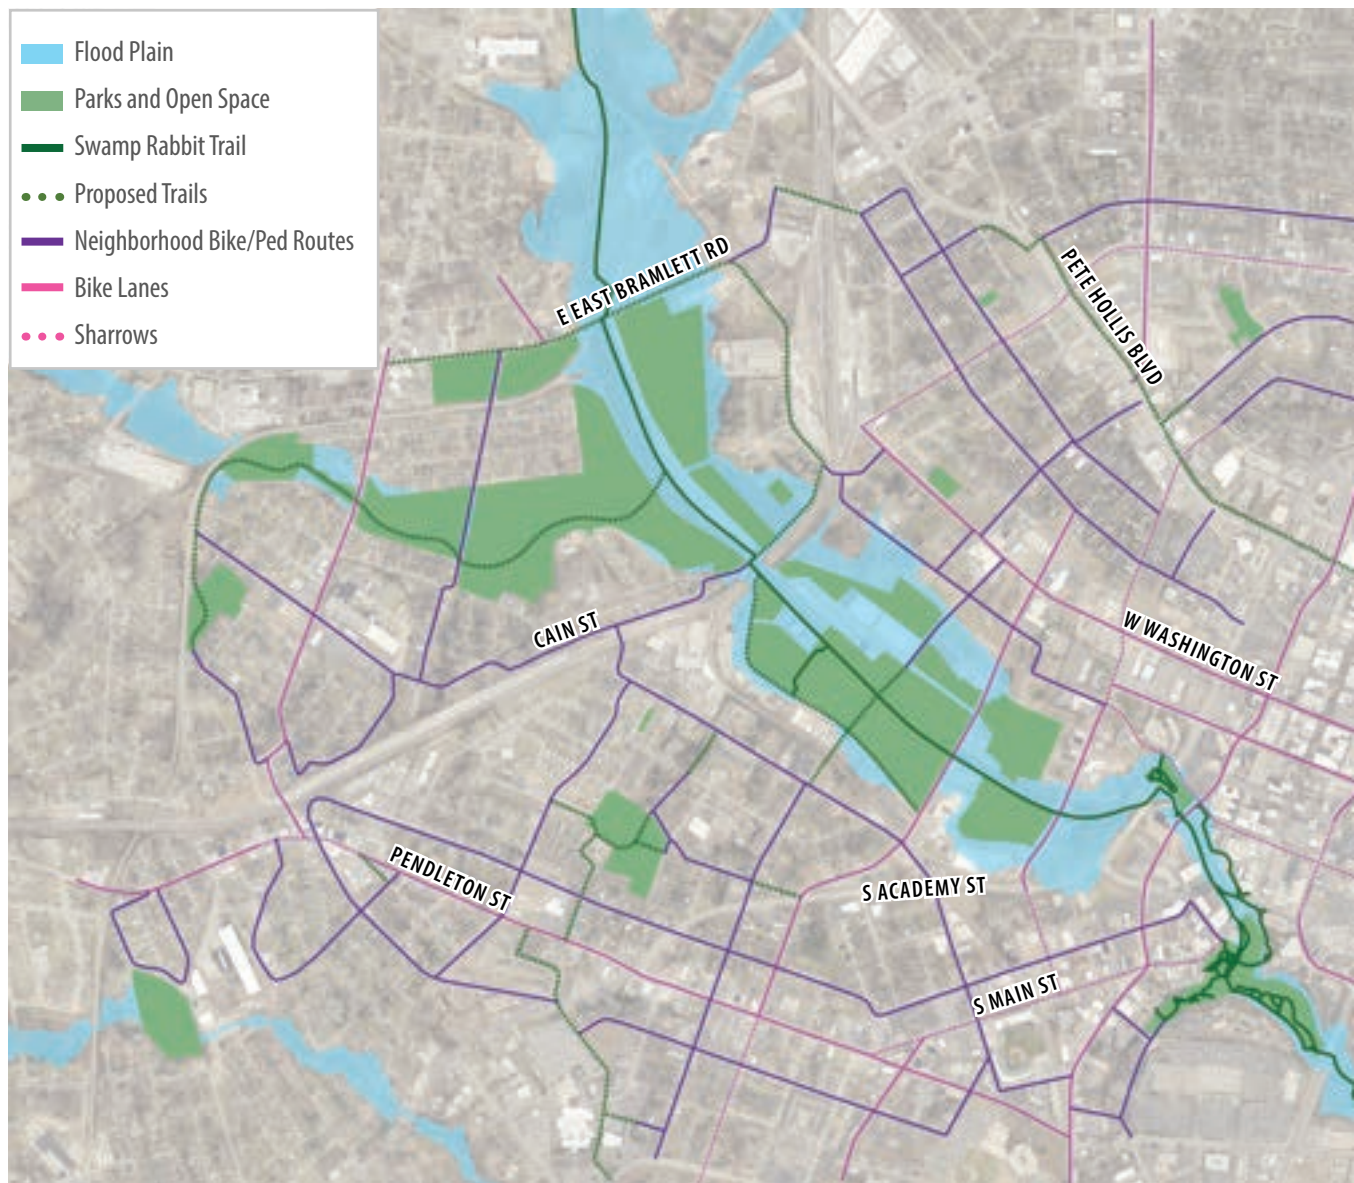 Flood Plain
Parks and Open Space
Swamp Rabbit Trail
Proposed Trails
Neighborhood Bike/Ped Routes
Bike Lanes
Sharrows
E EAST BRAMLETT RD
PETE HOLLIS BLVD
CAIN ST
W WASHINGTON ST
PENDLETON ST
S ACADEMY ST
S MAIN ST